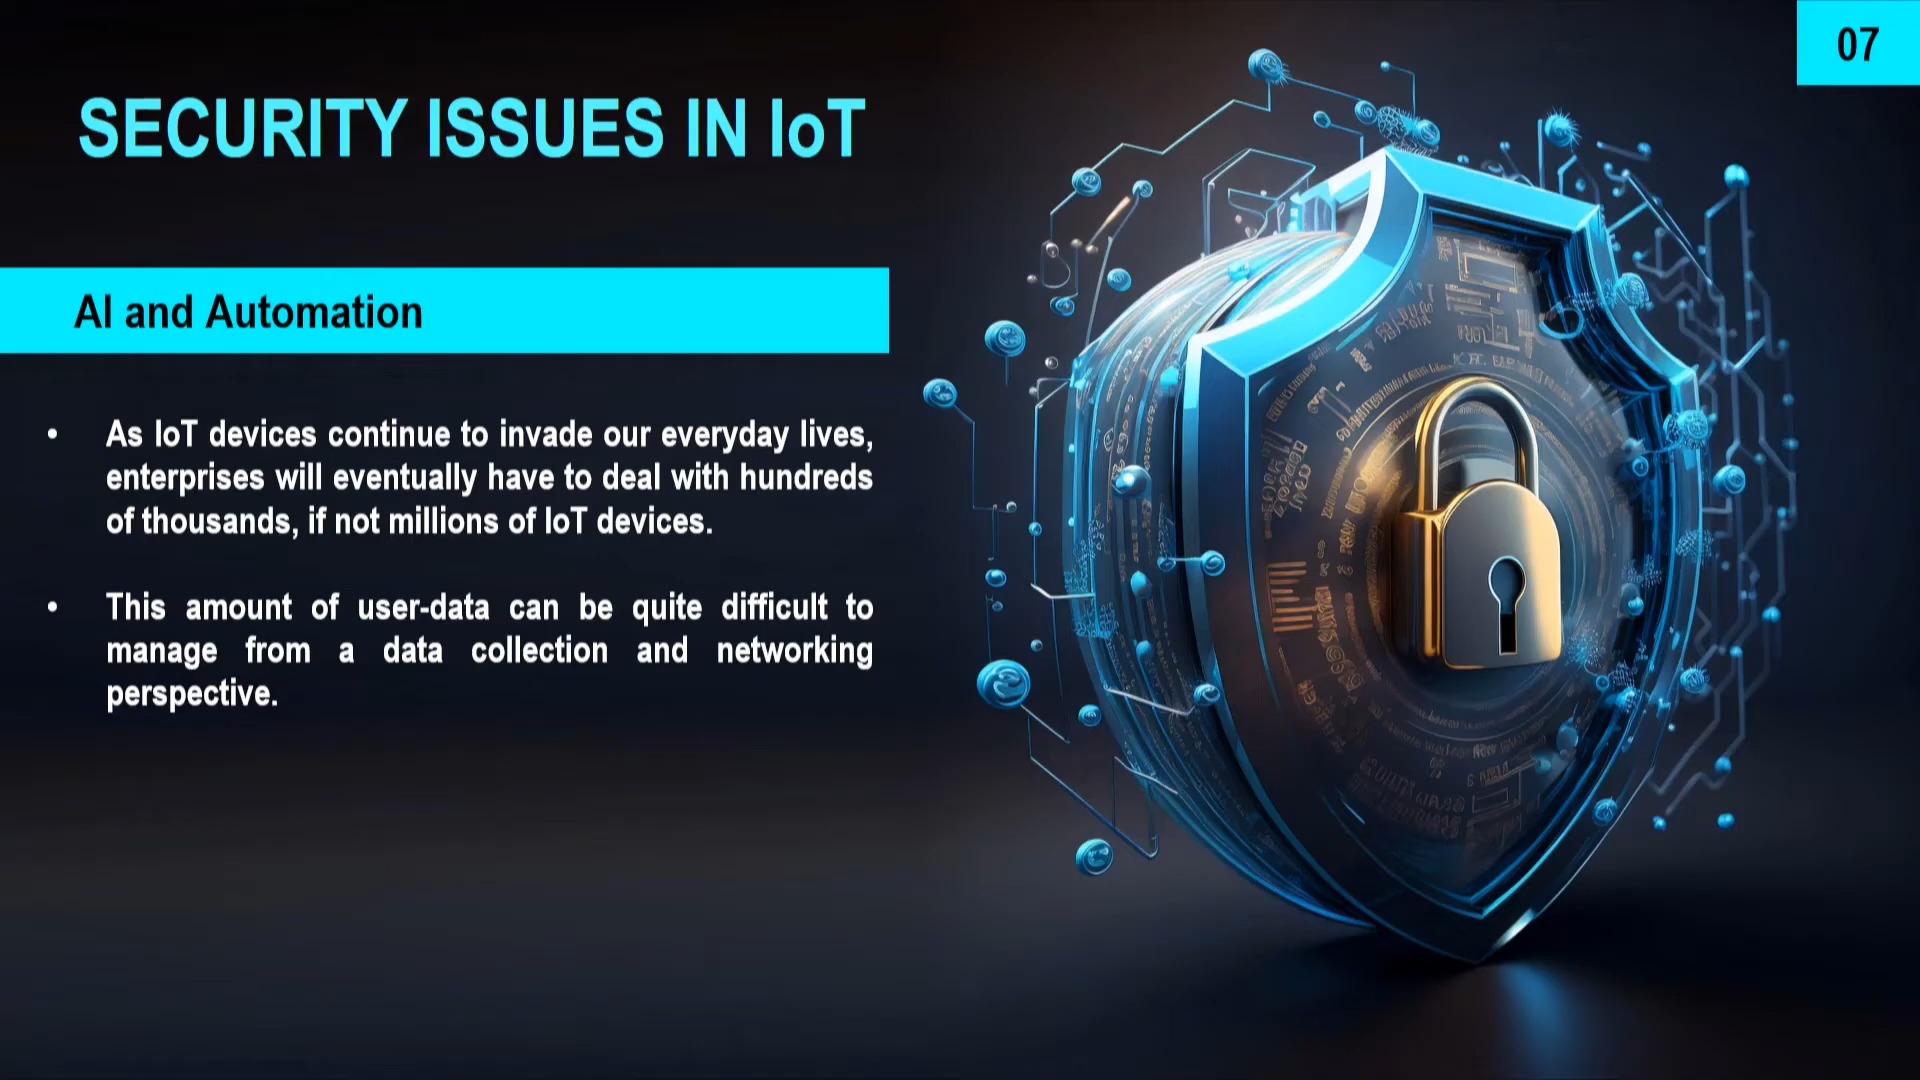 07
SECURITY ISSUES IN IoT
AI and Automation
• As IoT devices continue to invade our everyday lives,
enterprises will eventually have to deal with hundreds
of thousands, if not millions of IoT devices.
• This amount of user-data can be quite difficult to
manage from a data collection and networking
perspective.